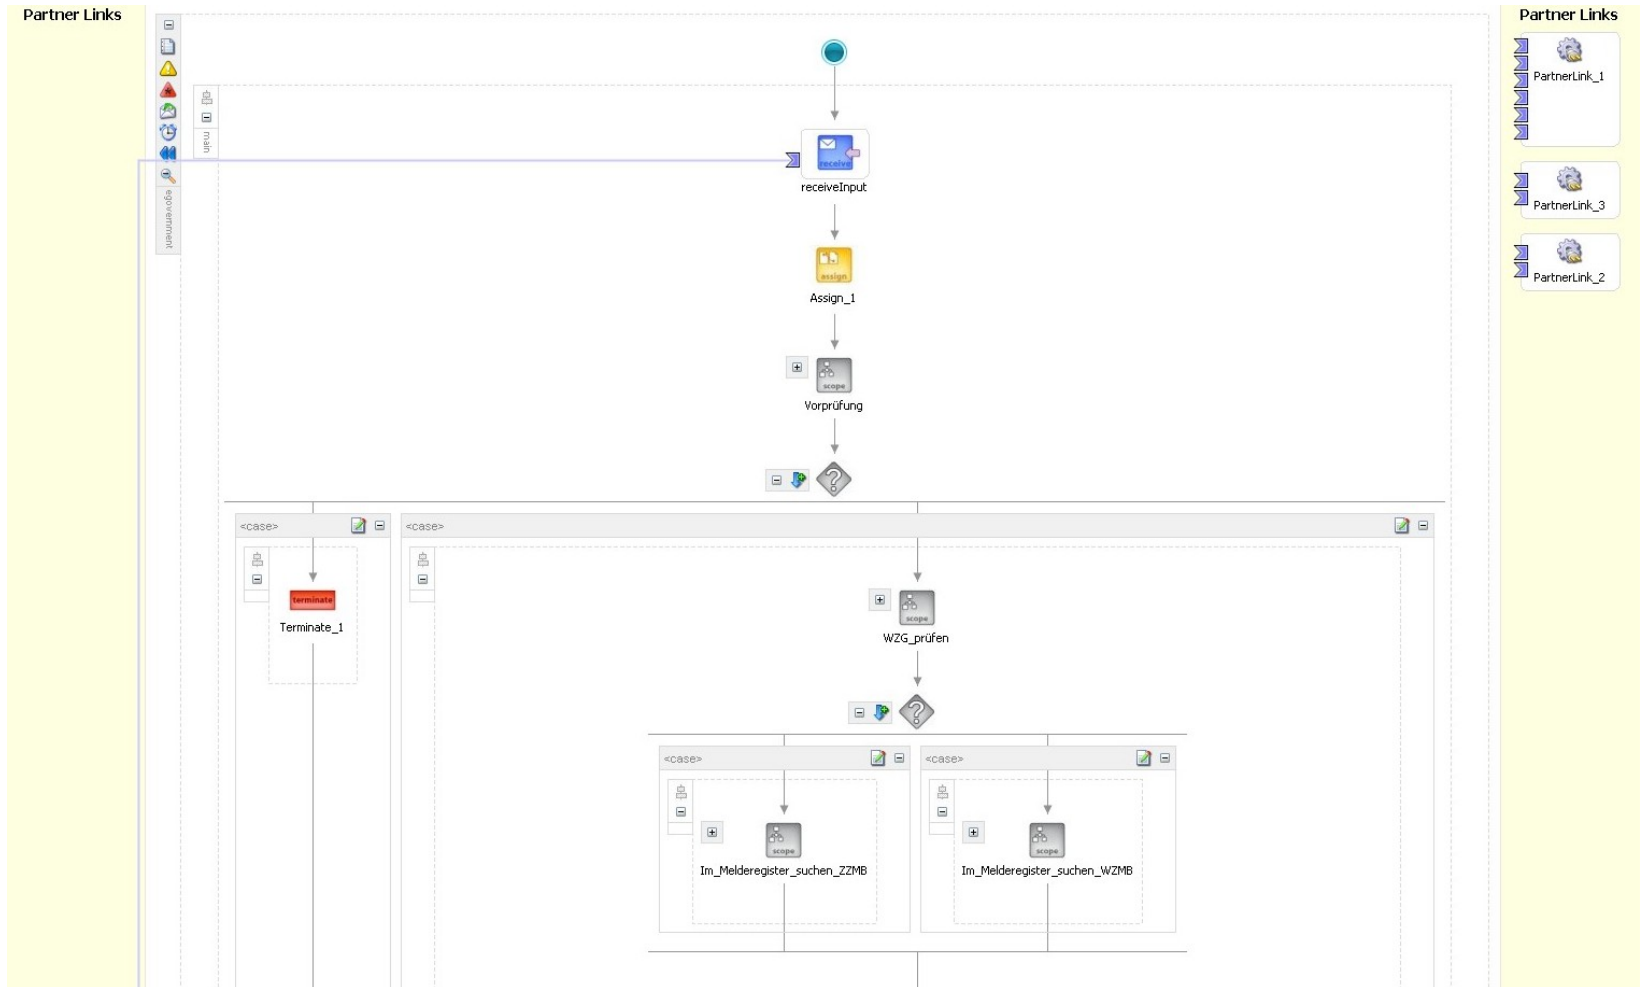 Partner Links
Partner Links
PartnerLink_1
main
receive
receiveInput
PartnerLink_3
egovernment
assign
Assign_1
PartnerLink_2
scope
Vorprüfung
<case>
<case>
terminate
Terminate_1
scope
WZG_prüfen
<case>
<case>
scope
scope
Im_Melderegister_suchen_ZZMB
Im_Melderegister_suchen_WZMB